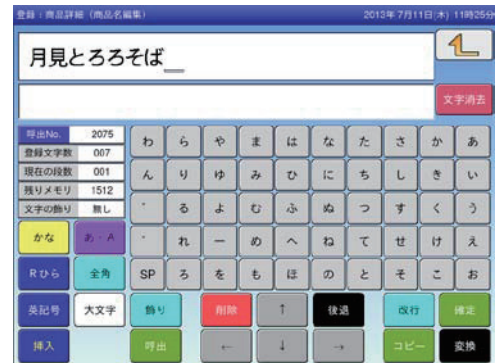 登録：商品詳細（商品名編集） 2013年 7月11日(木) 11時25分
月見とろろそば
文字消去
呼出No. 2075
登録文字数 007
現在の段数 001
残りメモリ 1512
文字の飾り 無し
わ ら や ま は な た さ か あ
ん り ゆ み ひ に ち し き い
゛ る よ む ふ ぬ つ す く う
゜ れ ー め へ ね て せ け え
SP ろ を も ほ の と そ こ お
かな あ・A
Rひら 全角
英記号 大文字 飾り 削除 ↑ 後退 改行 確定
挿入 呼出 ← ↓ → コピー 変換